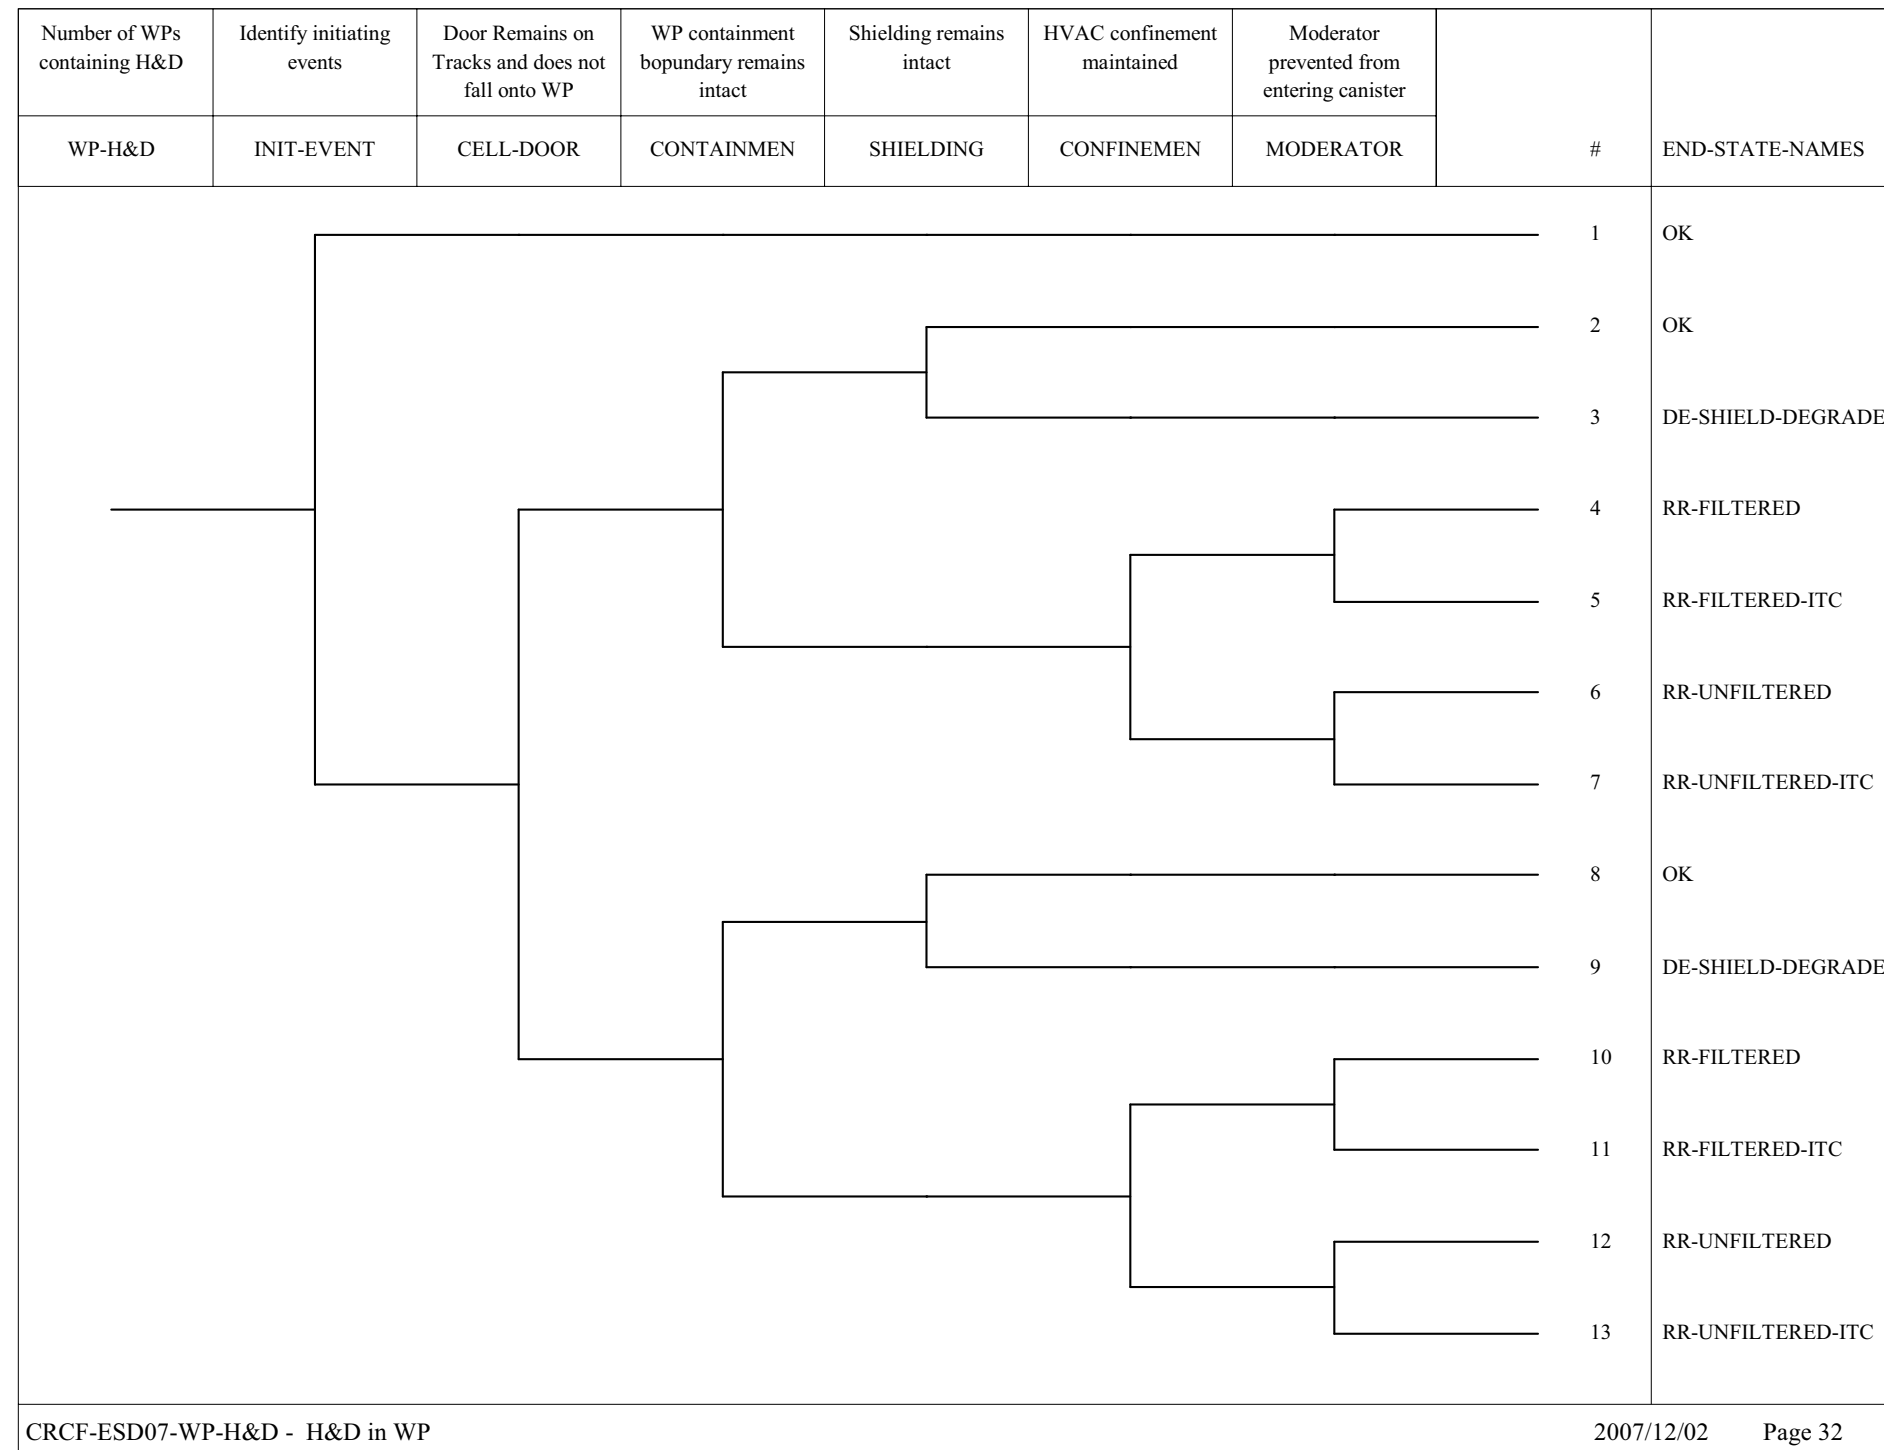 Number of WPs
containing H&D
Identify initiating
events
Door Remains on
Tracks and does not
fall onto WP
WP containment
bopundary remains
intact
Shielding remains
intact
HVAC confinement
maintained
Moderator
prevented from
entering canister
WP-H&D
INIT-EVENT
CELL-DOOR
CONTAINMEN
SHIELDING
CONFINEMEN
MODERATOR
#
END-STATE-NAMES
1 OK
2 OK
3 DE-SHIELD-DEGRADE
4 RR-FILTERED
5 RR-FILTERED-ITC
6 RR-UNFILTERED
7 RR-UNFILTERED-ITC
8 OK
9 DE-SHIELD-DEGRADE
10 RR-FILTERED
11 RR-FILTERED-ITC
12 RR-UNFILTERED
13 RR-UNFILTERED-ITC
CRCF-ESD07-WP-H&D - H&D in WP
2007/12/02 Page 32